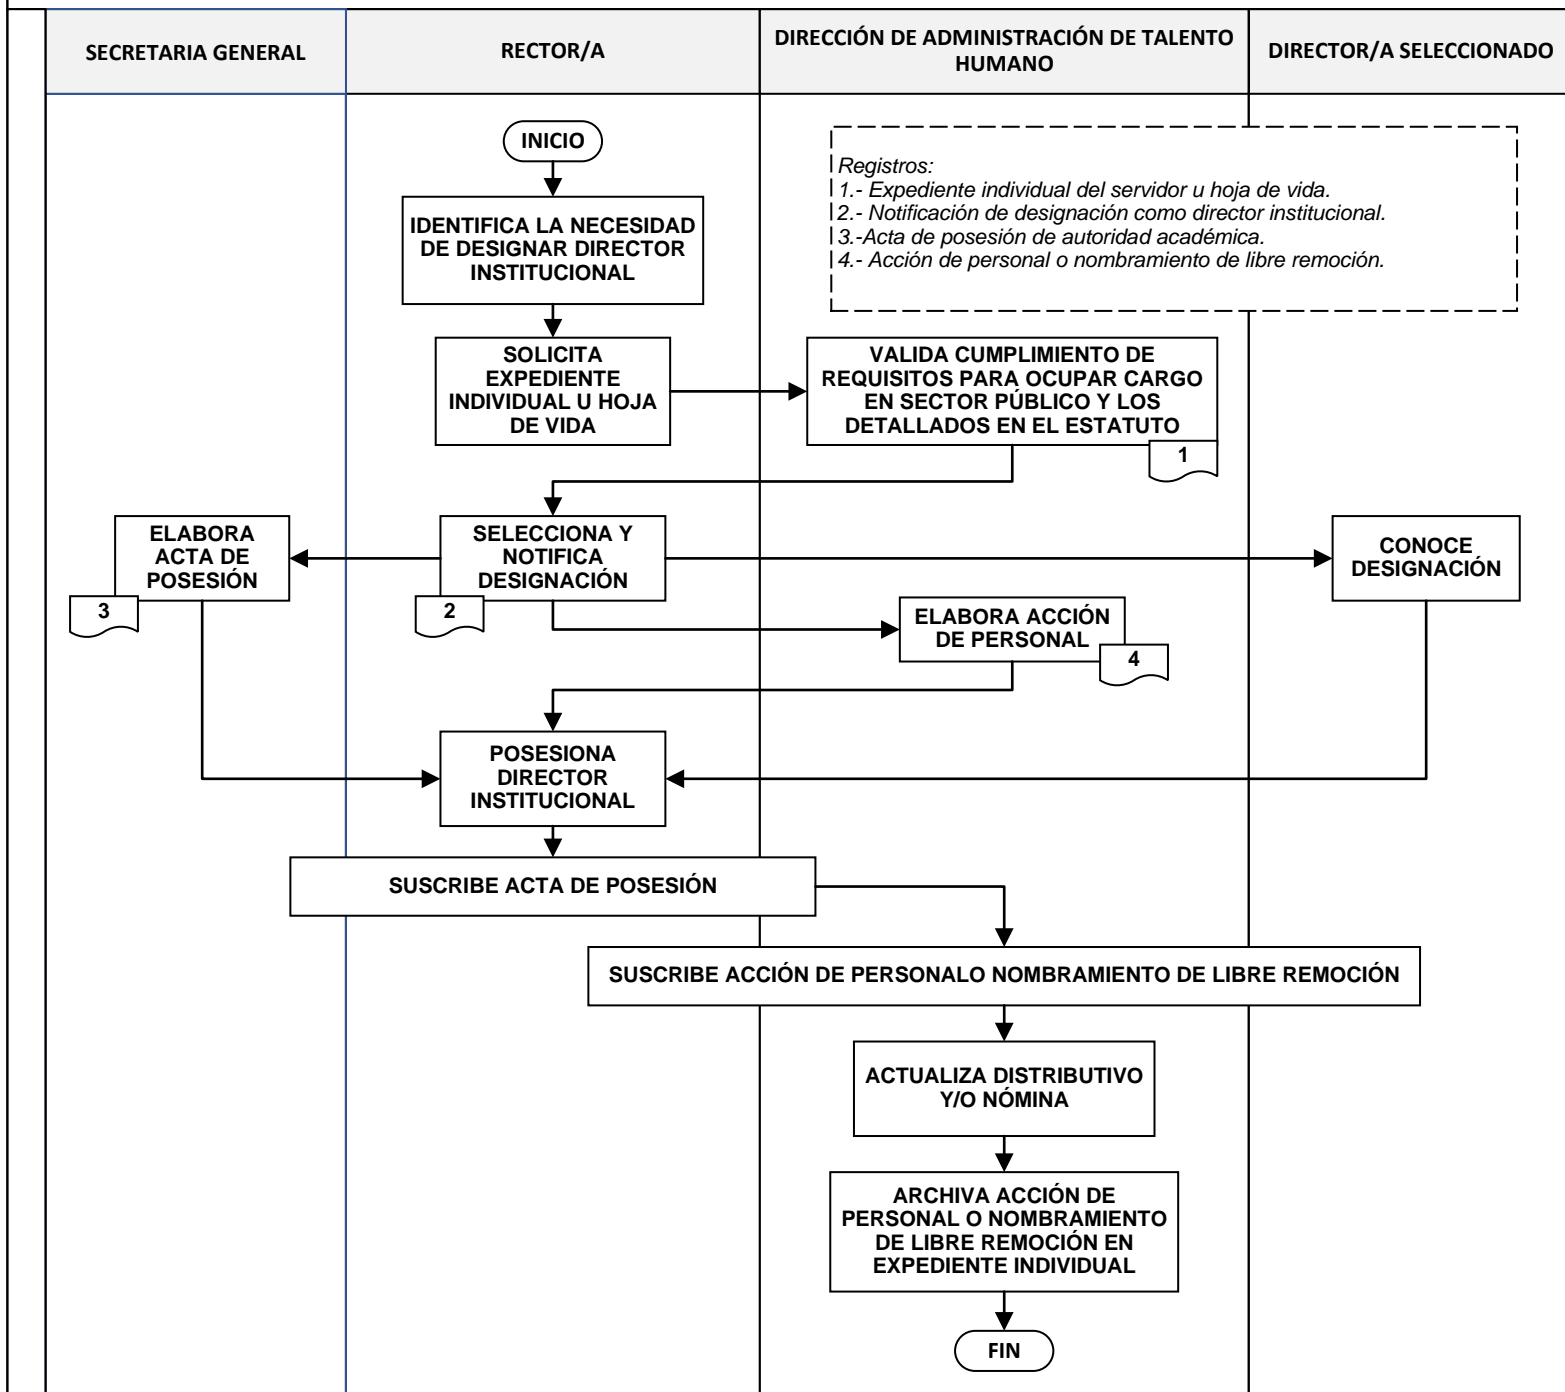 SECRETARIA GENERAL
RECTOR/A
DIRECCIÓN DE ADMINISTRACIÓN DE TALENTO
HUMANO
DIRECTOR/A SELECCIONADO
INICIO
Registros:
1.- Expediente individual del servidor u hoja de vida.
2.- Notificación de designación como director institucional.
3.-Acta de posesión de autoridad académica.
4.- Acción de personal o nombramiento de libre remoción.
IDENTIFICA LA NECESIDAD
DE DESIGNAR DIRECTOR
INSTITUCIONAL
SOLICITA
EXPEDIENTE
INDIVIDUAL U HOJA
DE VIDA
VALIDA CUMPLIMIENTO DE
REQUISITOS PARA OCUPAR CARGO
EN SECTOR PÚBLICO Y LOS
DETALLADOS EN EL ESTATUTO
1
ELABORA
ACTA DE
POSESIÓN
3
SELECCIONA Y
NOTIFICA
DESIGNACIÓN
2
CONOCE
DESIGNACIÓN
ELABORA ACCIÓN
DE PERSONAL
4
POSESIONA
DIRECTOR
INSTITUCIONAL
SUSCRIBE ACTA DE POSESIÓN
SUSCRIBE ACCIÓN DE PERSONALO NOMBRAMIENTO DE LIBRE REMOCIÓN
ACTUALIZA DISTRIBUTIVO
Y/O NÓMINA
ARCHIVA ACCIÓN DE
PERSONAL O NOMBRAMIENTO
DE LIBRE REMOCIÓN EN
EXPEDIENTE INDIVIDUAL
FIN